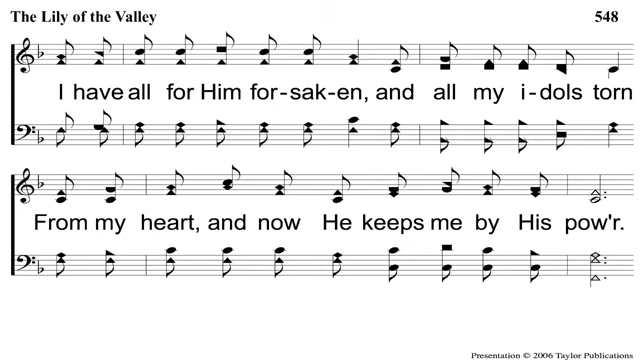 The Lily of the Valley 548
I have all for Him for-sak-en, and all my i-dols torn
From my heart, and now He keeps me by His pow'r.
Presentation © 2006 Taylor Publications